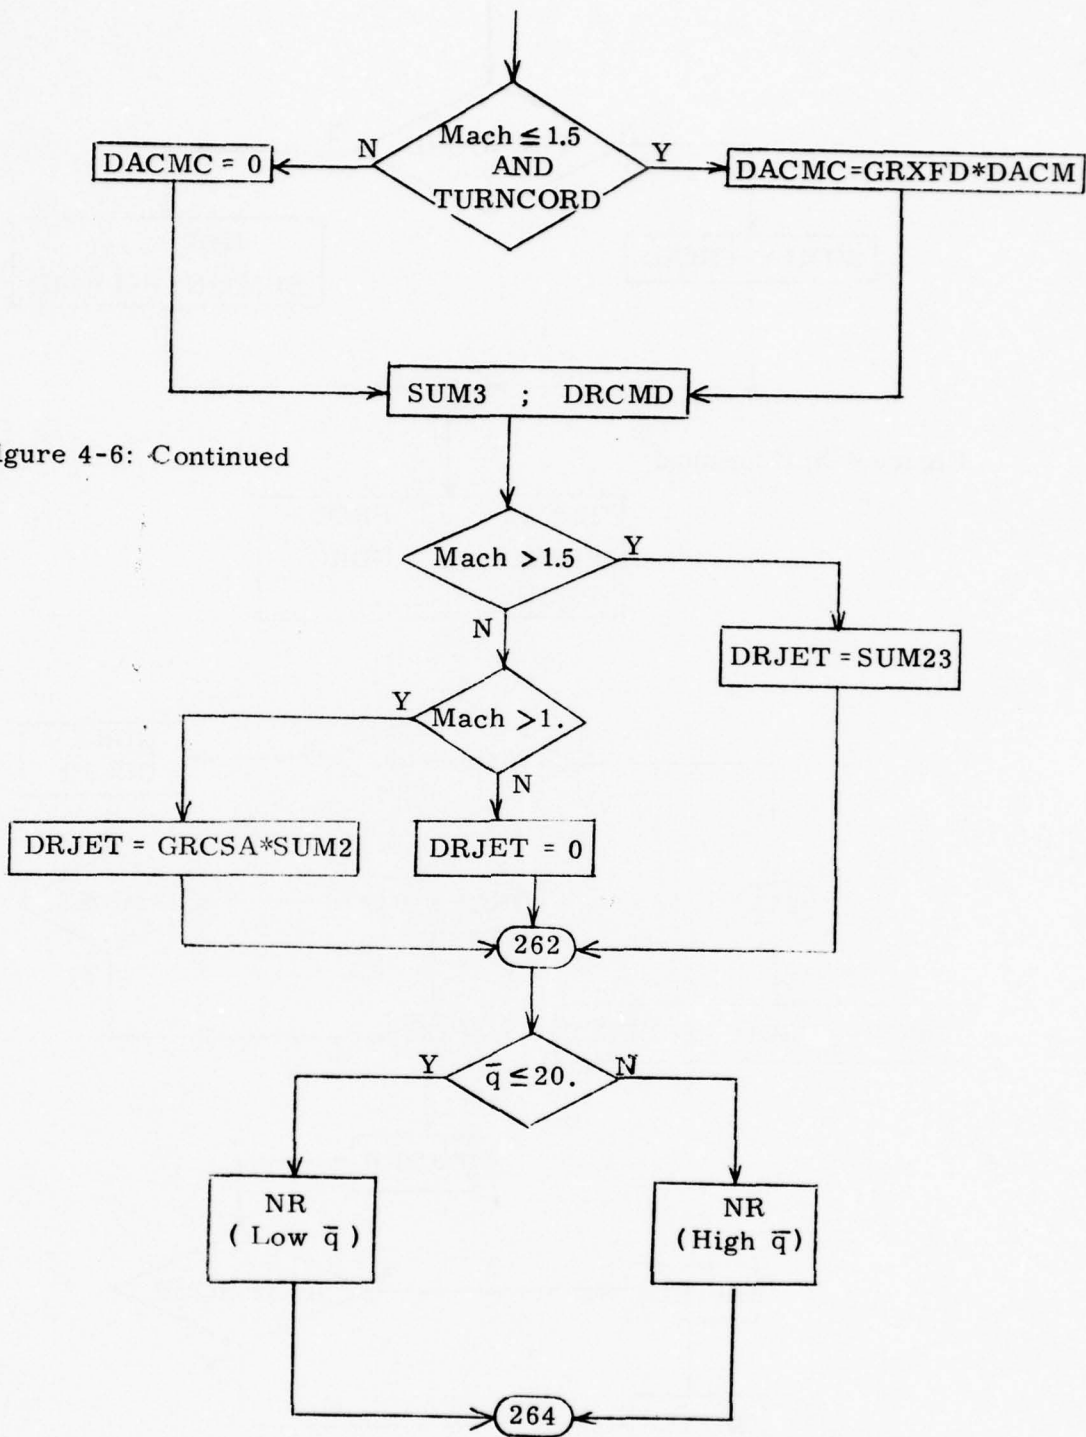 Mach ≤ 1.5
AND
TURNCORD
N
Y
DACMC = 0
DACMC=GRXFD*DACM
SUM3 ; DRCMD
igure 4-6: Continued
Mach > 1.5
Y
N
DRJET = SUM23
Y
Mach > 1.
N
DRJET = GRCSA*SUM2
DRJET = 0
262
Y
q̅ ≤ 20.
N
NR
( Low q̅ )
NR
(High q̅)
264